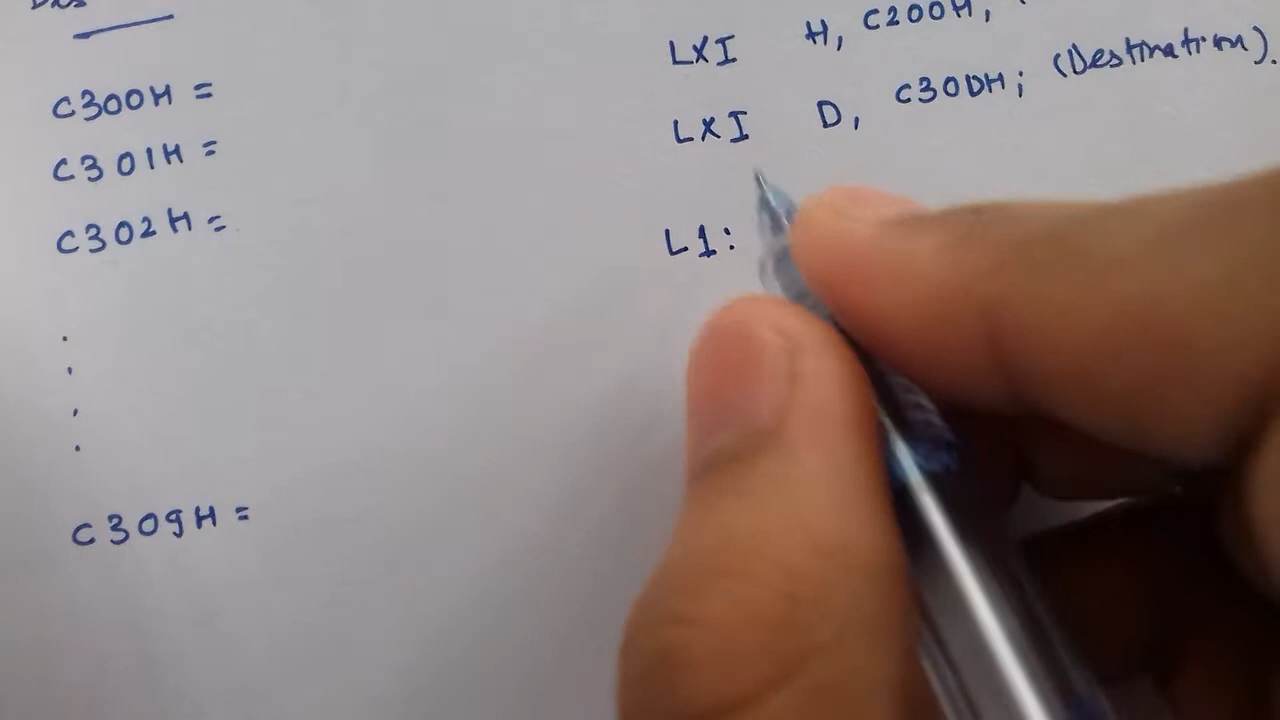 C300H =
C301H =
C302H =
.
.
.
.
C309H =
LXI H, C200H,
LXI D, C300H; (Destination).
L1: